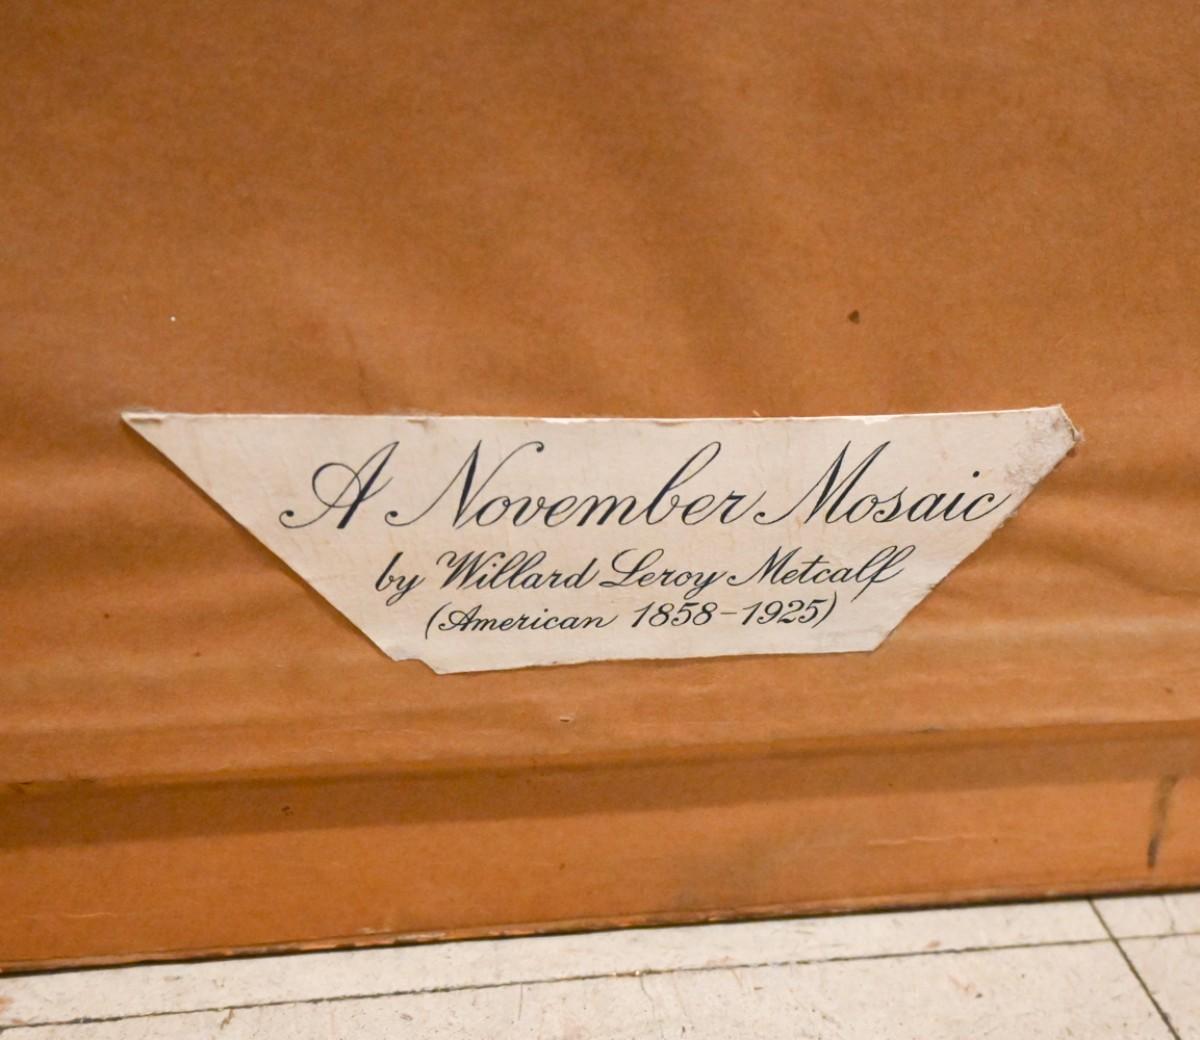 A November Mosaic
by Willard Leroy Metcalf
(American 1858-1925)